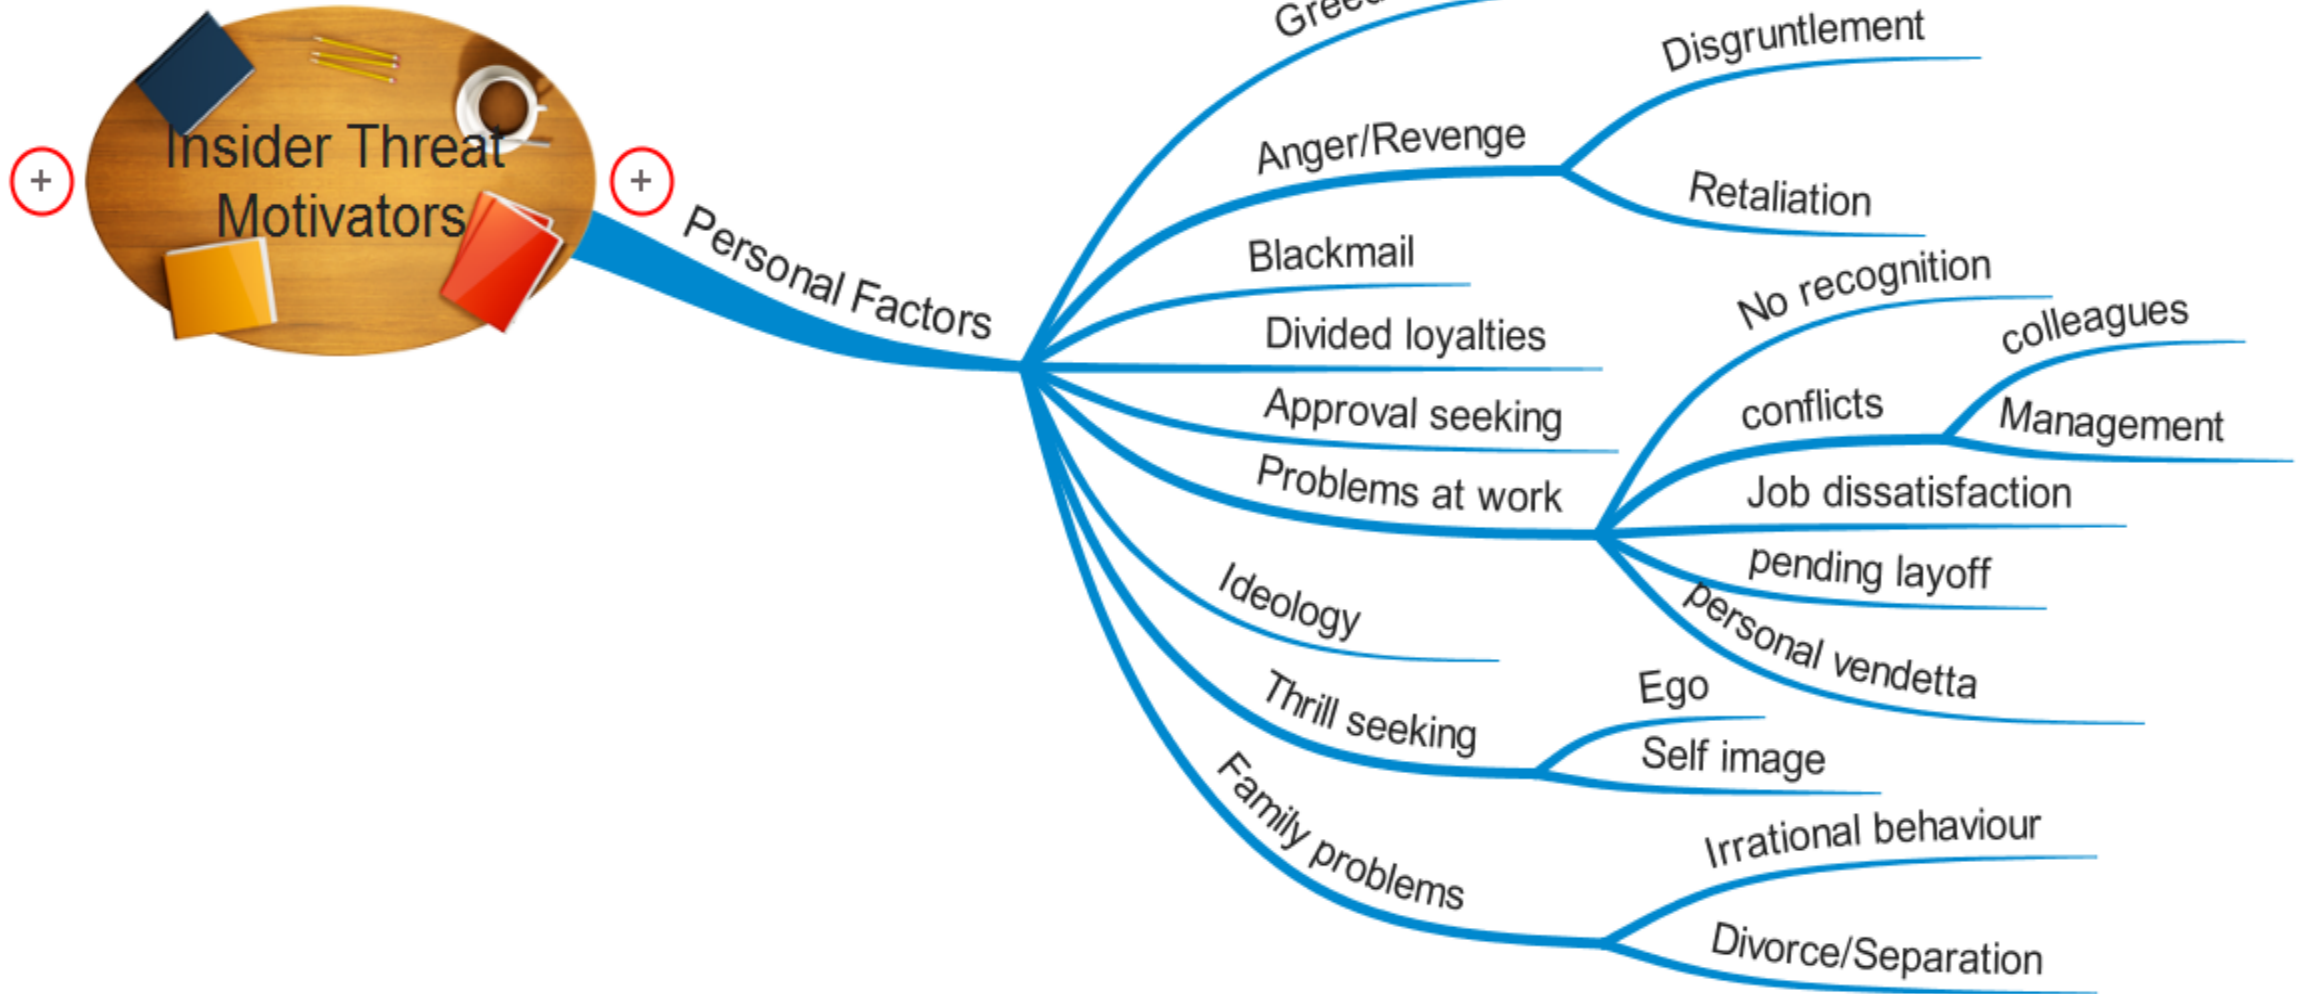 Insider Threat
Motivators
+
+
Personal Factors
Anger/Revenge
Disgruntlement
Retaliation
Blackmail
Divided loyalties
Approval seeking
Problems at work
No recognition
conflicts
colleagues
Management
Job dissatisfaction
pending layoff
personal vendetta
Ideology
Thrill seeking
Ego
Self image
Family problems
Irrational behaviour
Divorce/Separation